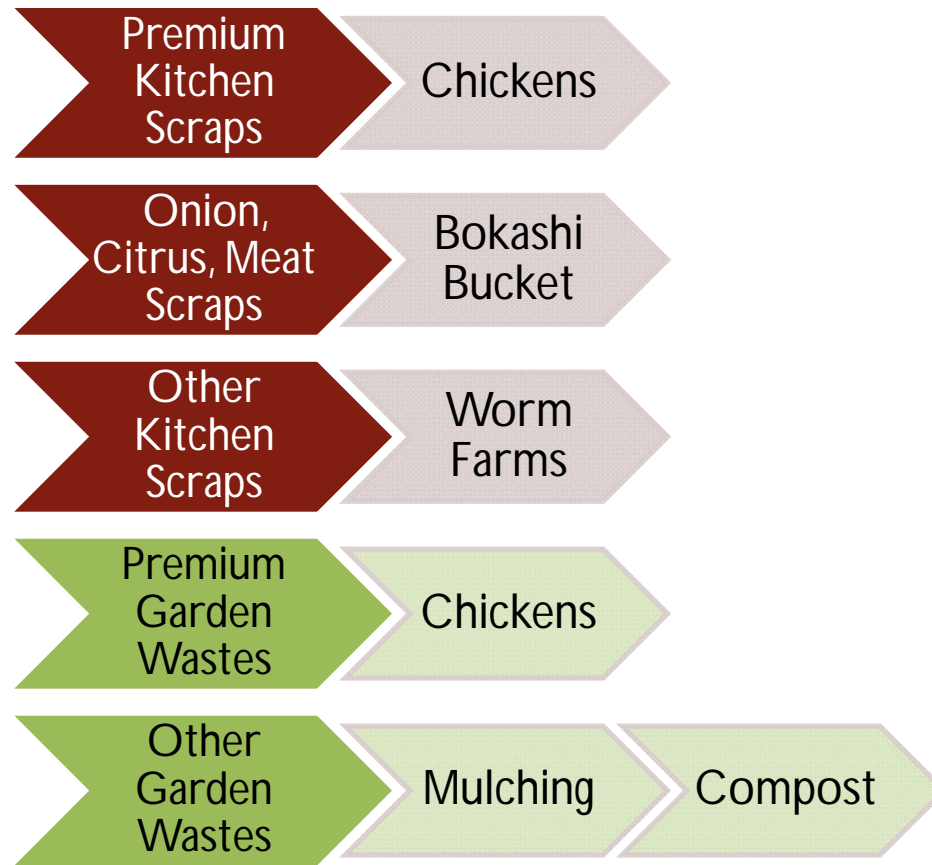 Premium
Kitchen
Scraps
Chickens
Onion,
Citrus, Meat
Scraps
Bokashi
Bucket
Other
Kitchen
Scraps
Worm
Farms
Premium
Garden
Wastes
Chickens
Other
Garden
Wastes
Mulching
Compost